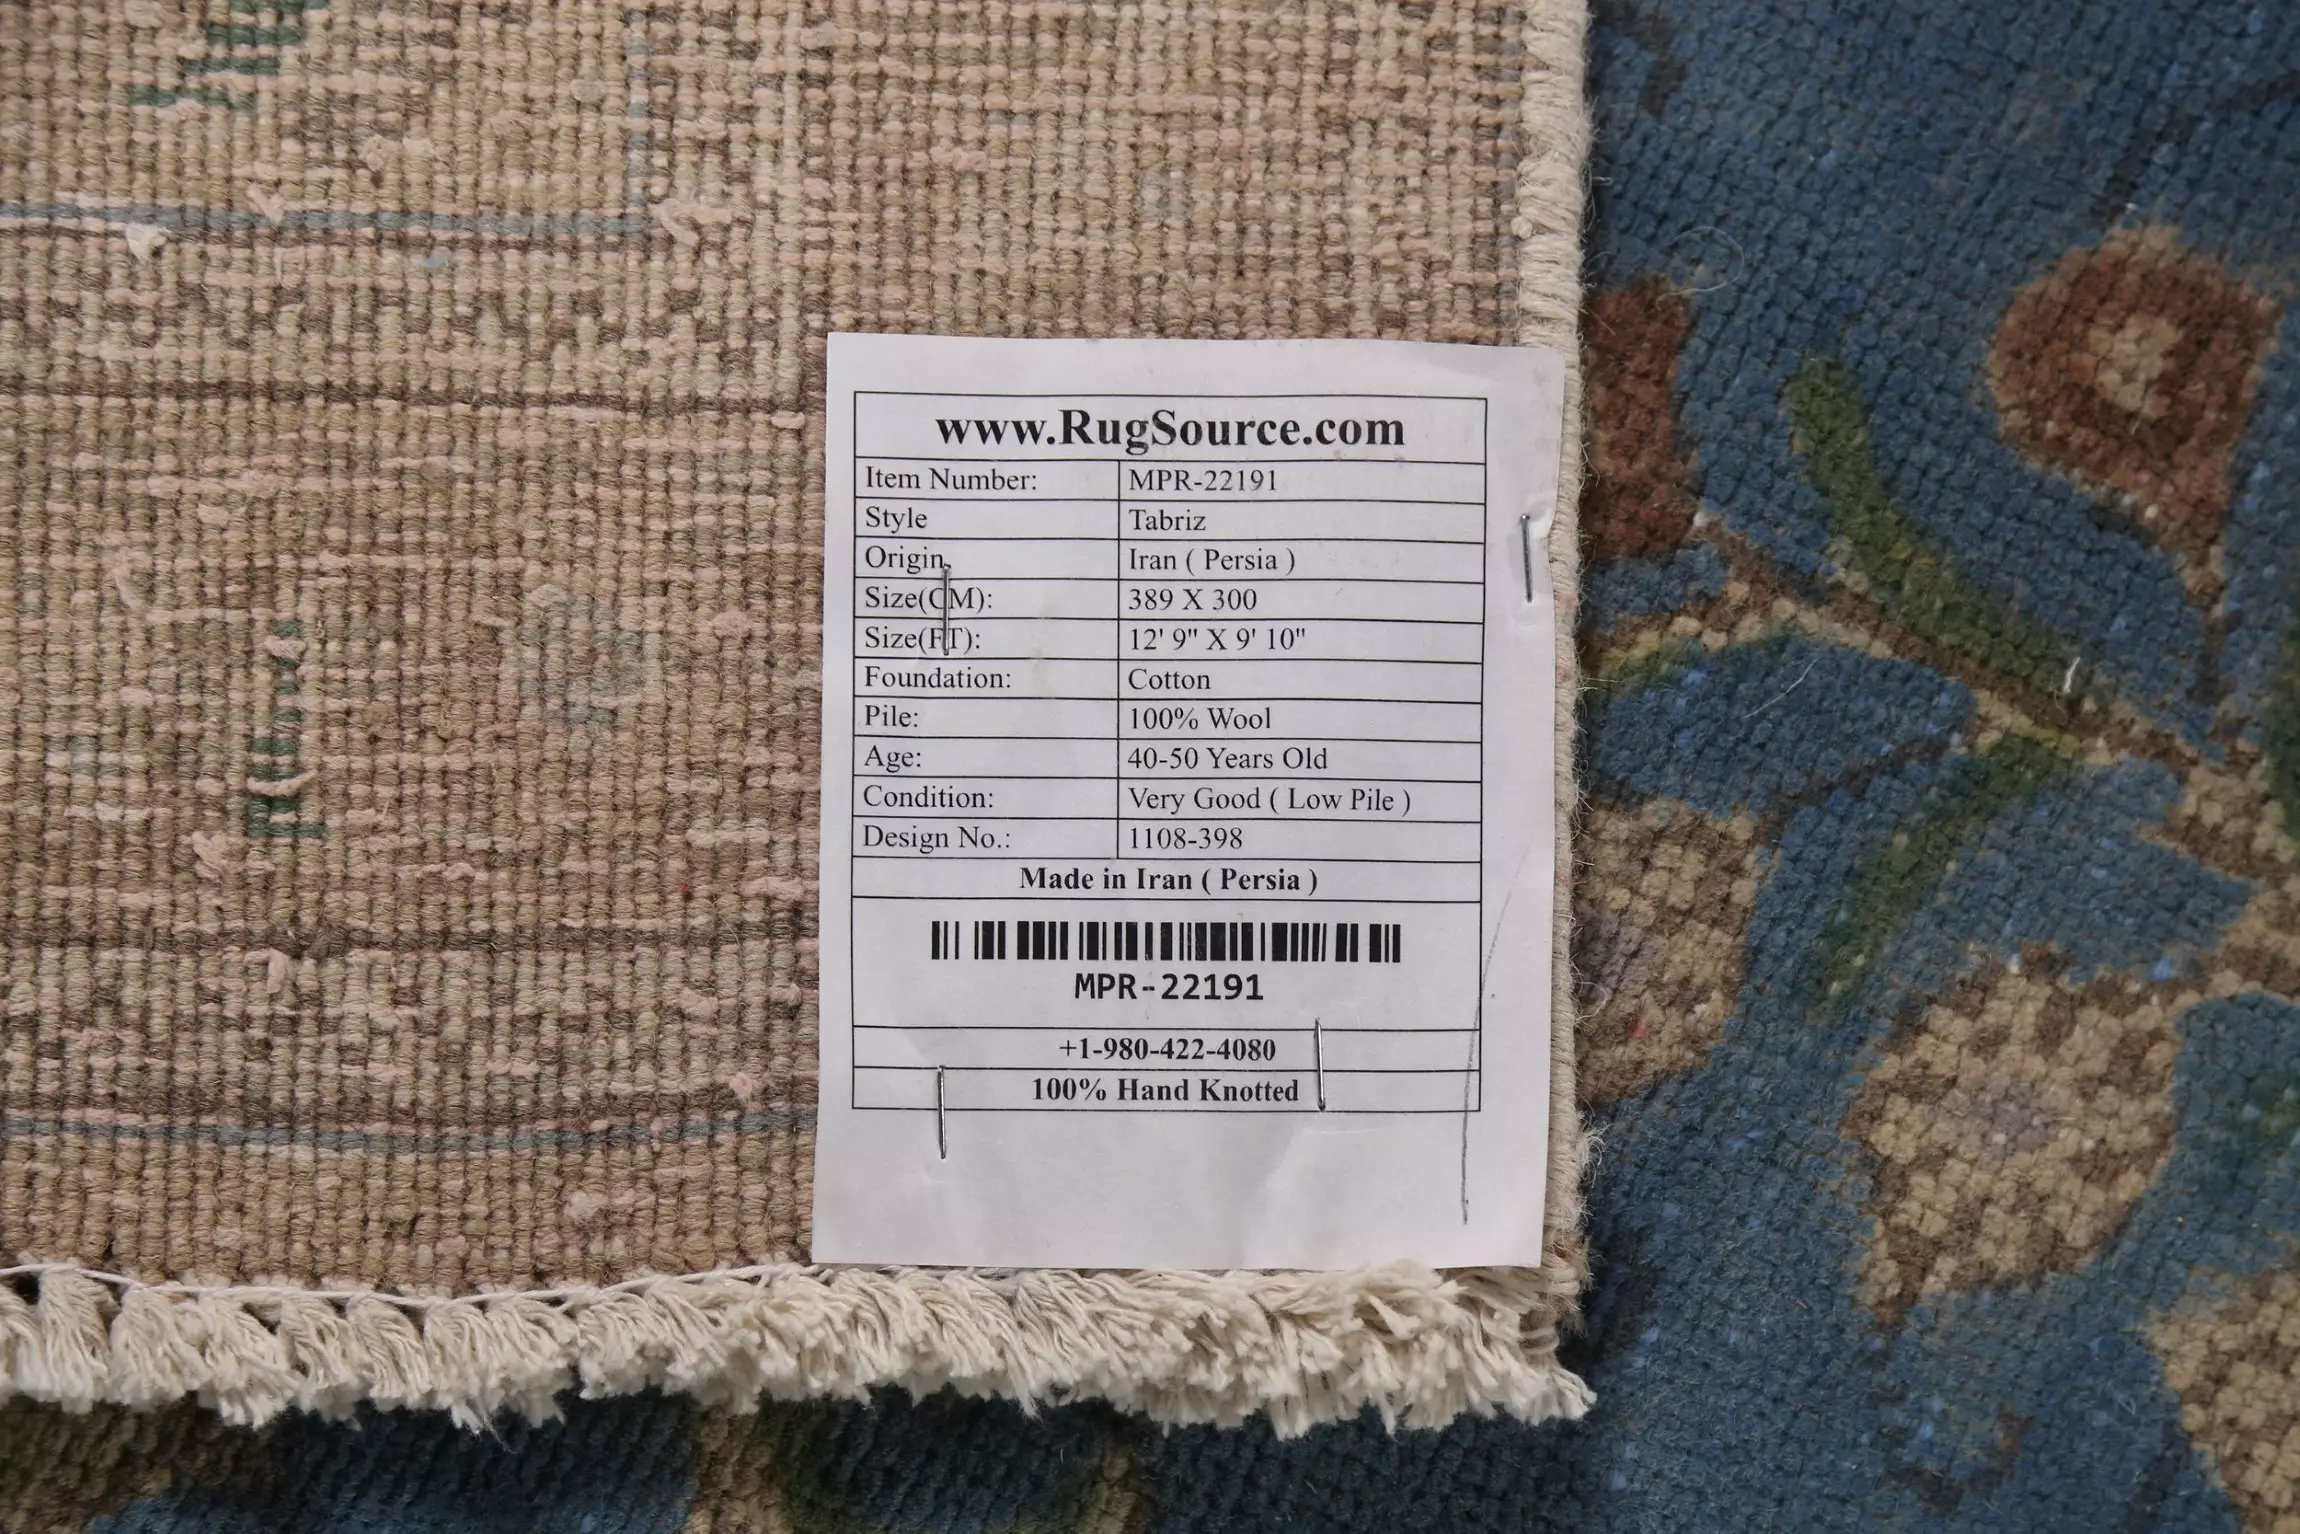 www.RugSource.com
Item Number: MPR-22191
Style Tabriz
Origin Iran ( Persia )
Size(CM): 389 X 300
Size(FT): 12' 9" X 9' 10"
Foundation: Cotton
Pile: 100% Wool
Age: 40-50 Years Old
Condition: Very Good ( Low Pile )
Design No.: 1108-398
Made in Iran ( Persia )
MPR-22191
+1-980-422-4080
100% Hand Knotted